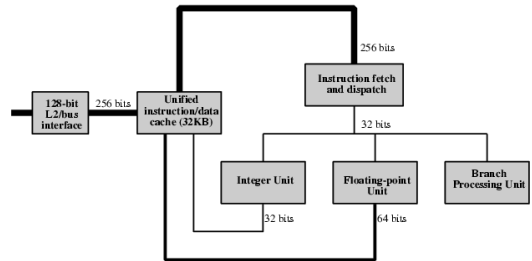 256 bits
Instruction fetch
and dispatch
128-bit
L2/bus
interface
256 bits
Unified
instruction/data
cache (32KB)
32 bits
Integer Unit
Floating-point
Unit
Branch
Processing Unit
32 bits
64 bits